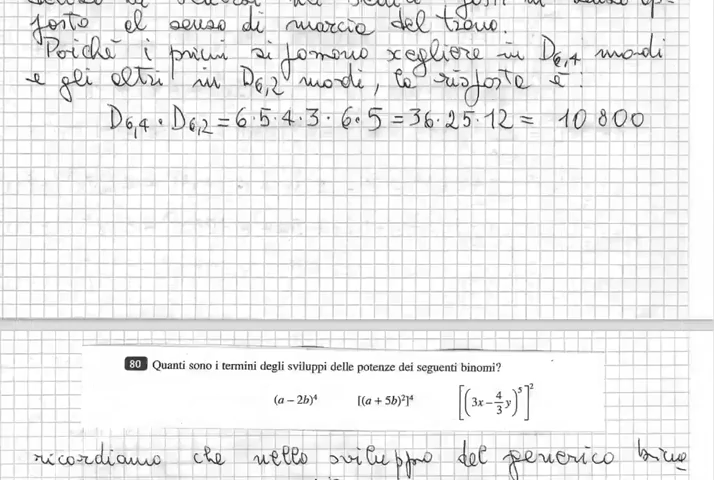 posto al senso di marcia del treno.
Poiché i primi si possono scegliere in D6,4 modi
e gli altri in D6,2 modi, la risposta è:
D6,4 · D6,2 = 6·5·4·3 · 6·5 = 36·25·12 = 10 800
80 Quanti sono i termini degli sviluppi delle potenze dei seguenti binomi?
(a − 2b)⁴ [(a + 5b)²]⁴ [(3x − 4/3 y)⁵]²
ricordiamo che nello sviluppo del generico